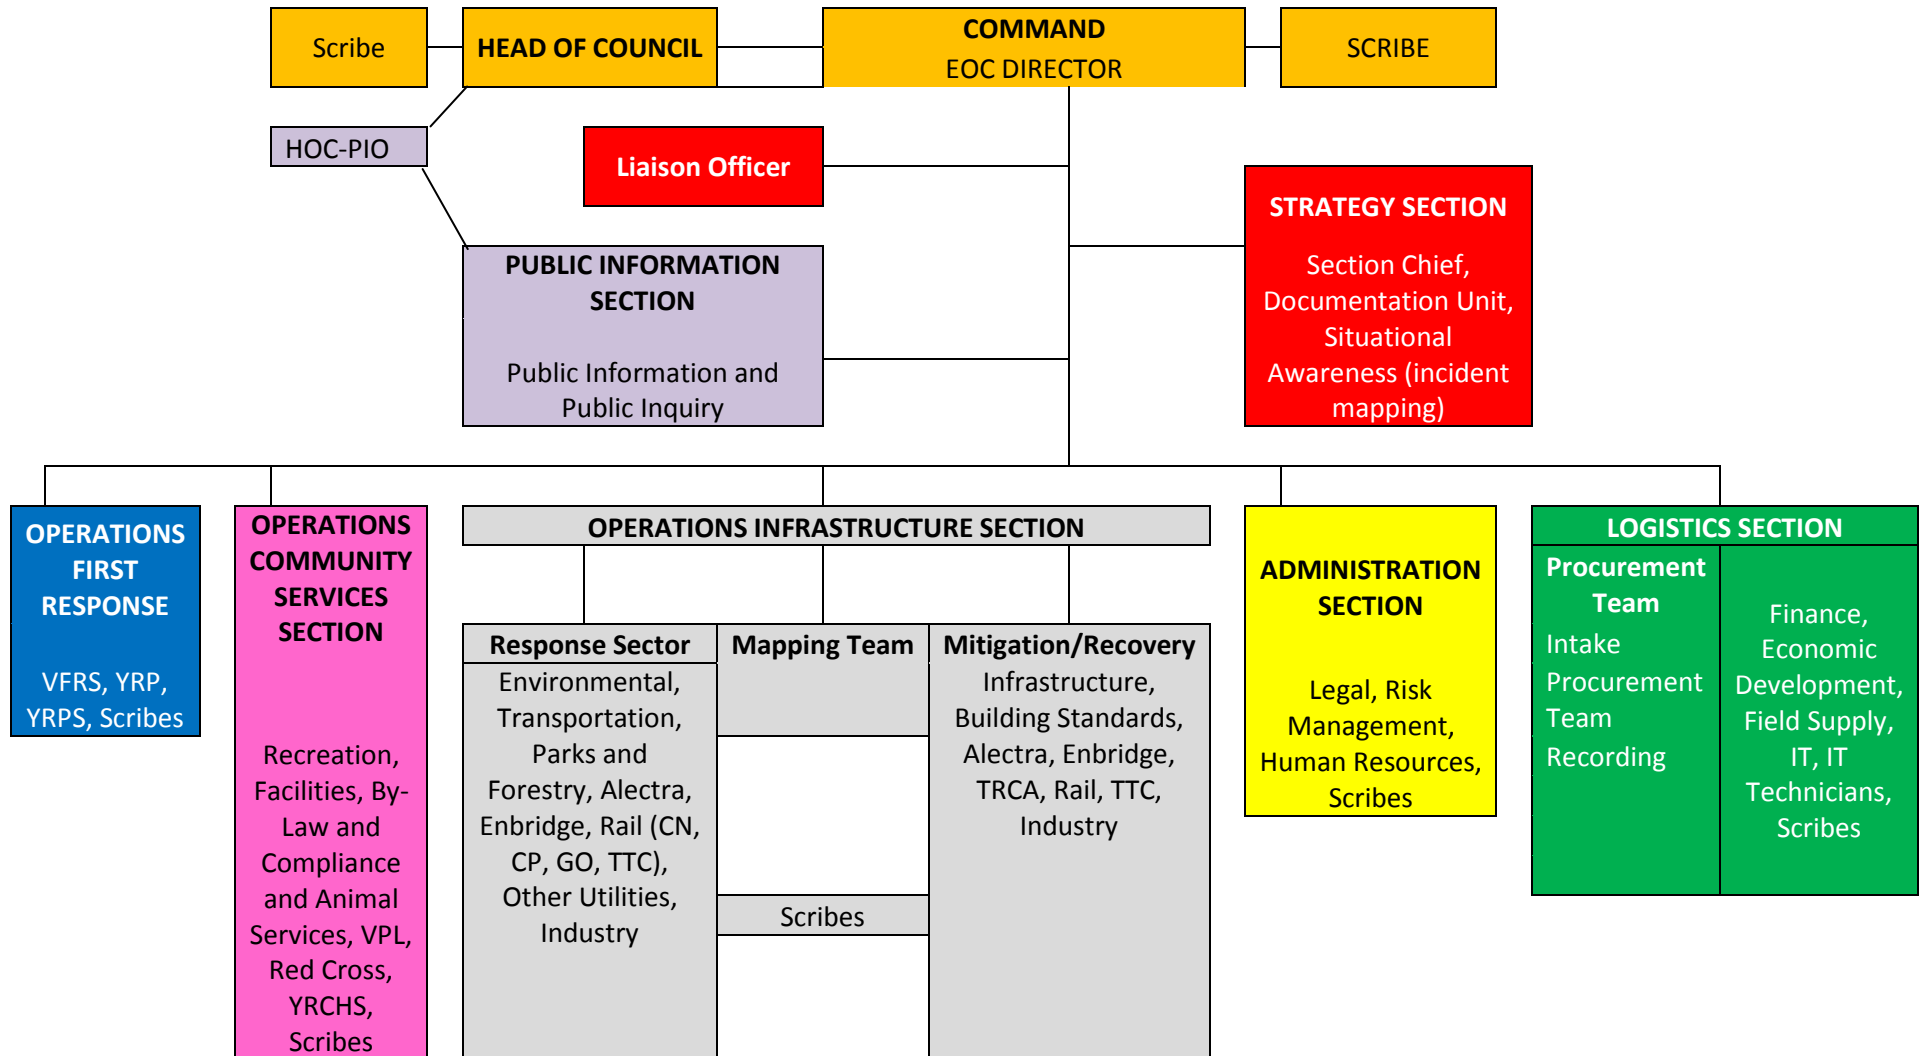 Scribe
HEAD OF COUNCIL
COMMAND
EOC DIRECTOR
SCRIBE
HOC-PIO
Liaison Officer
STRATEGY SECTION
Section Chief,
Documentation Unit,
Situational
Awareness (incident
mapping)
PUBLIC INFORMATION
SECTION
Public Information and
Public Inquiry
OPERATIONS
FIRST
RESPONSE
VFRS, YRP,
YRPS, Scribes
OPERATIONS
COMMUNITY
SERVICES
SECTION
Recreation,
Facilities, By-
Law and
Compliance
and Animal
Services, VPL,
Red Cross,
YRCHS,
Scribes
OPERATIONS INFRASTRUCTURE SECTION
Response Sector
Environmental,
Transportation,
Parks and
Forestry, Alectra,
Enbridge, Rail (CN,
CP, GO, TTC),
Other Utilities,
Industry
Mapping Team
Scribes
Mitigation/Recovery
Infrastructure,
Building Standards,
Alectra, Enbridge,
TRCA, Rail, TTC,
Industry
ADMINISTRATION
SECTION
Legal, Risk
Management,
Human Resources,
Scribes
LOGISTICS SECTION
Procurement
Team
Intake
Procurement
Team
Recording
Finance,
Economic
Development,
Field Supply,
IT, IT
Technicians,
Scribes